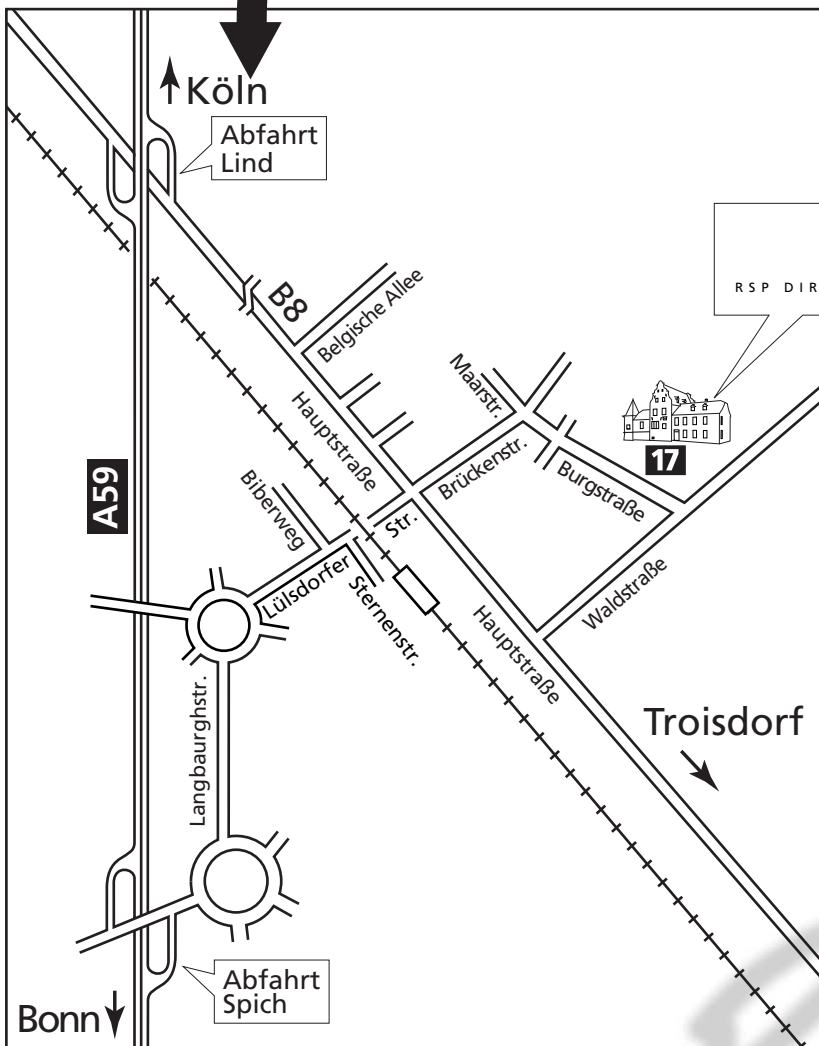 Köln
Abfahrt
Lind
RSP DIR
B8
Belgische Allee
Maarstr.
Hauptstraße
17
Brückenstr.
Burgstraße
A59
Biberweg
Str.
Lülsdorfer
Sternenstr.
Waldstraße
Hauptstraße
Langbaurghstr.
Troisdorf
Abfahrt
Spich
Bonn